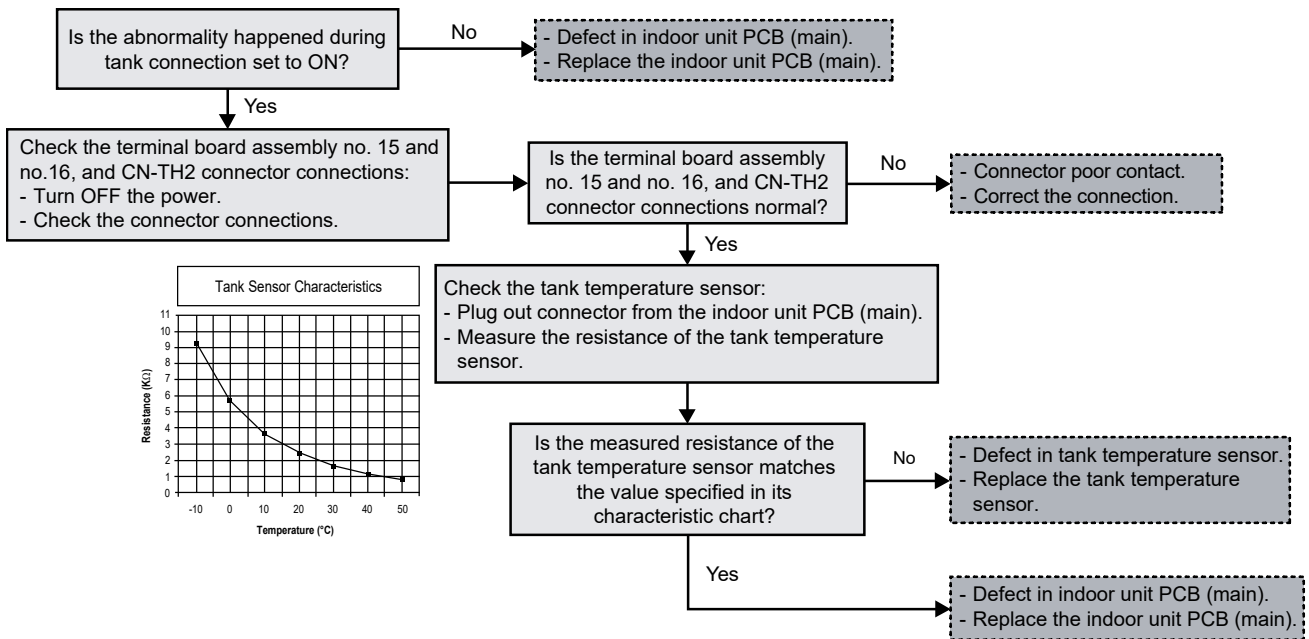 Is the abnormality happened during
tank connection set to ON?
No
- Defect in indoor unit PCB (main).
- Replace the indoor unit PCB (main).
Yes
Check the terminal board assembly no. 15 and
no.16, and CN-TH2 connector connections:
- Turn OFF the power.
- Check the connector connections.
Is the terminal board assembly
no. 15 and no. 16, and CN-TH2
connector connections normal?
No
- Connector poor contact.
- Correct the connection.
Yes
Check the tank temperature sensor:
- Plug out connector from the indoor unit PCB (main).
- Measure the resistance of the tank temperature
sensor.
Tank Sensor Characteristics
11
10
9
8
7
6
5
4
3
2
1
0
Resistance (KΩ)
-10 0 10 20 30 40 50
Temperature (°C)
Is the measured resistance of the
tank temperature sensor matches
the value specified in its
characteristic chart?
No
- Defect in tank temperature sensor.
- Replace the tank temperature
sensor.
Yes
- Defect in indoor unit PCB (main).
- Replace the indoor unit PCB (main).